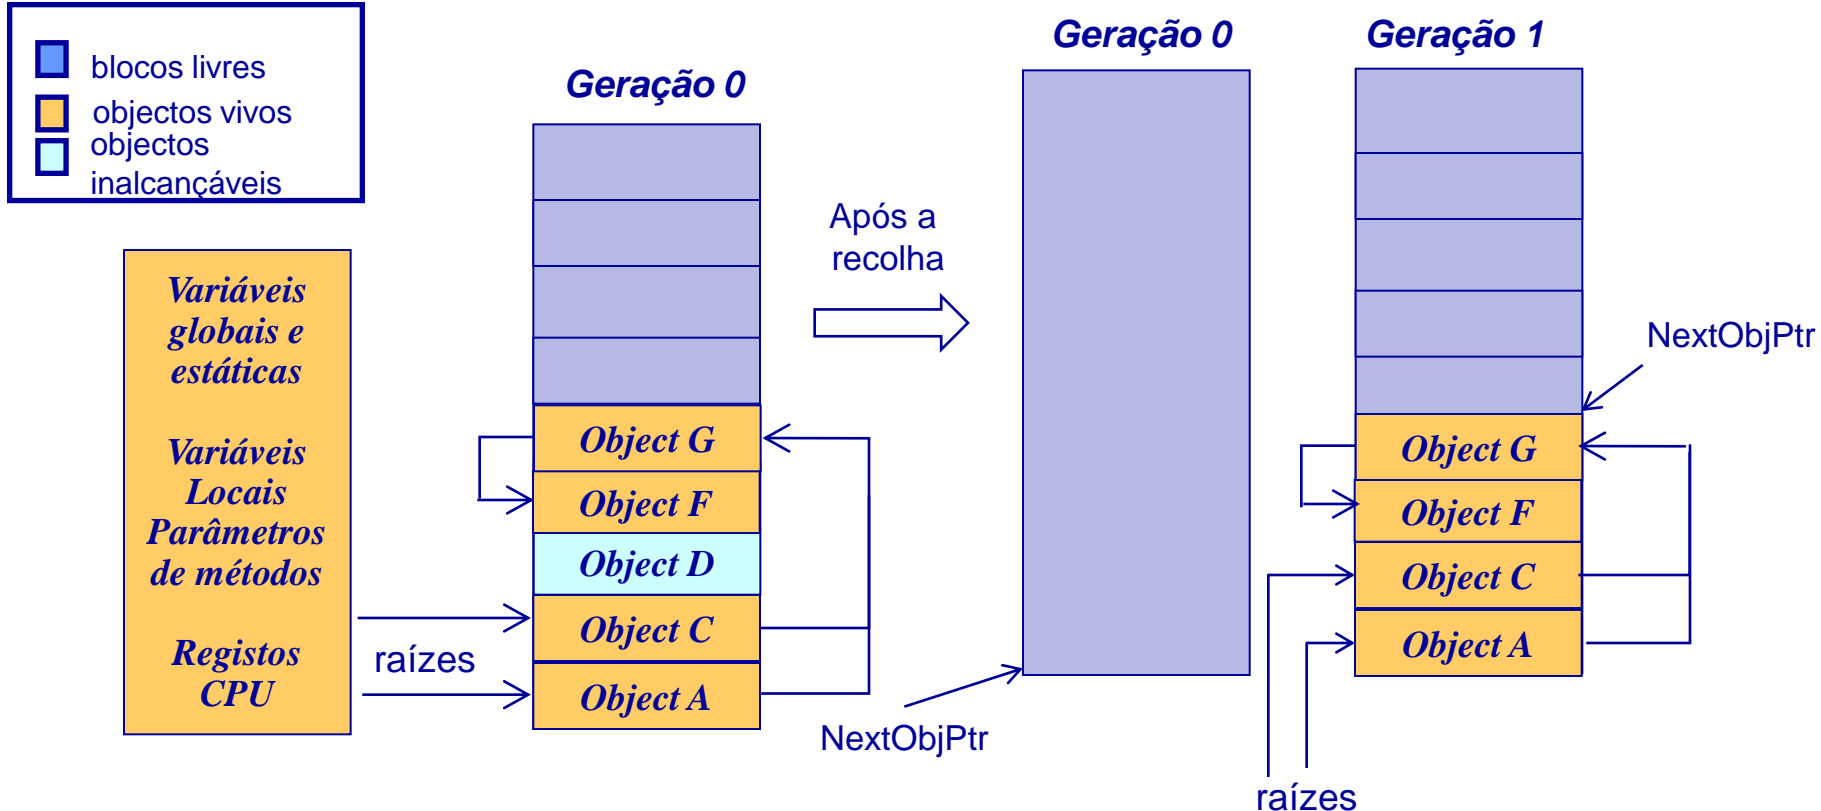 blocos livres
objectos vivos
objectos
inalcançáveis
Variáveis
globais e
estáticas
Variáveis
Locais
Parâmetros
de métodos
Registos
CPU
raízes
Geração 0
Object G
Object F
Object D
Object C
Object A
Após a
recolha
Geração 0
NextObjPtr
Geração 1
NextObjPtr
Object G
Object F
Object C
Object A
raízes